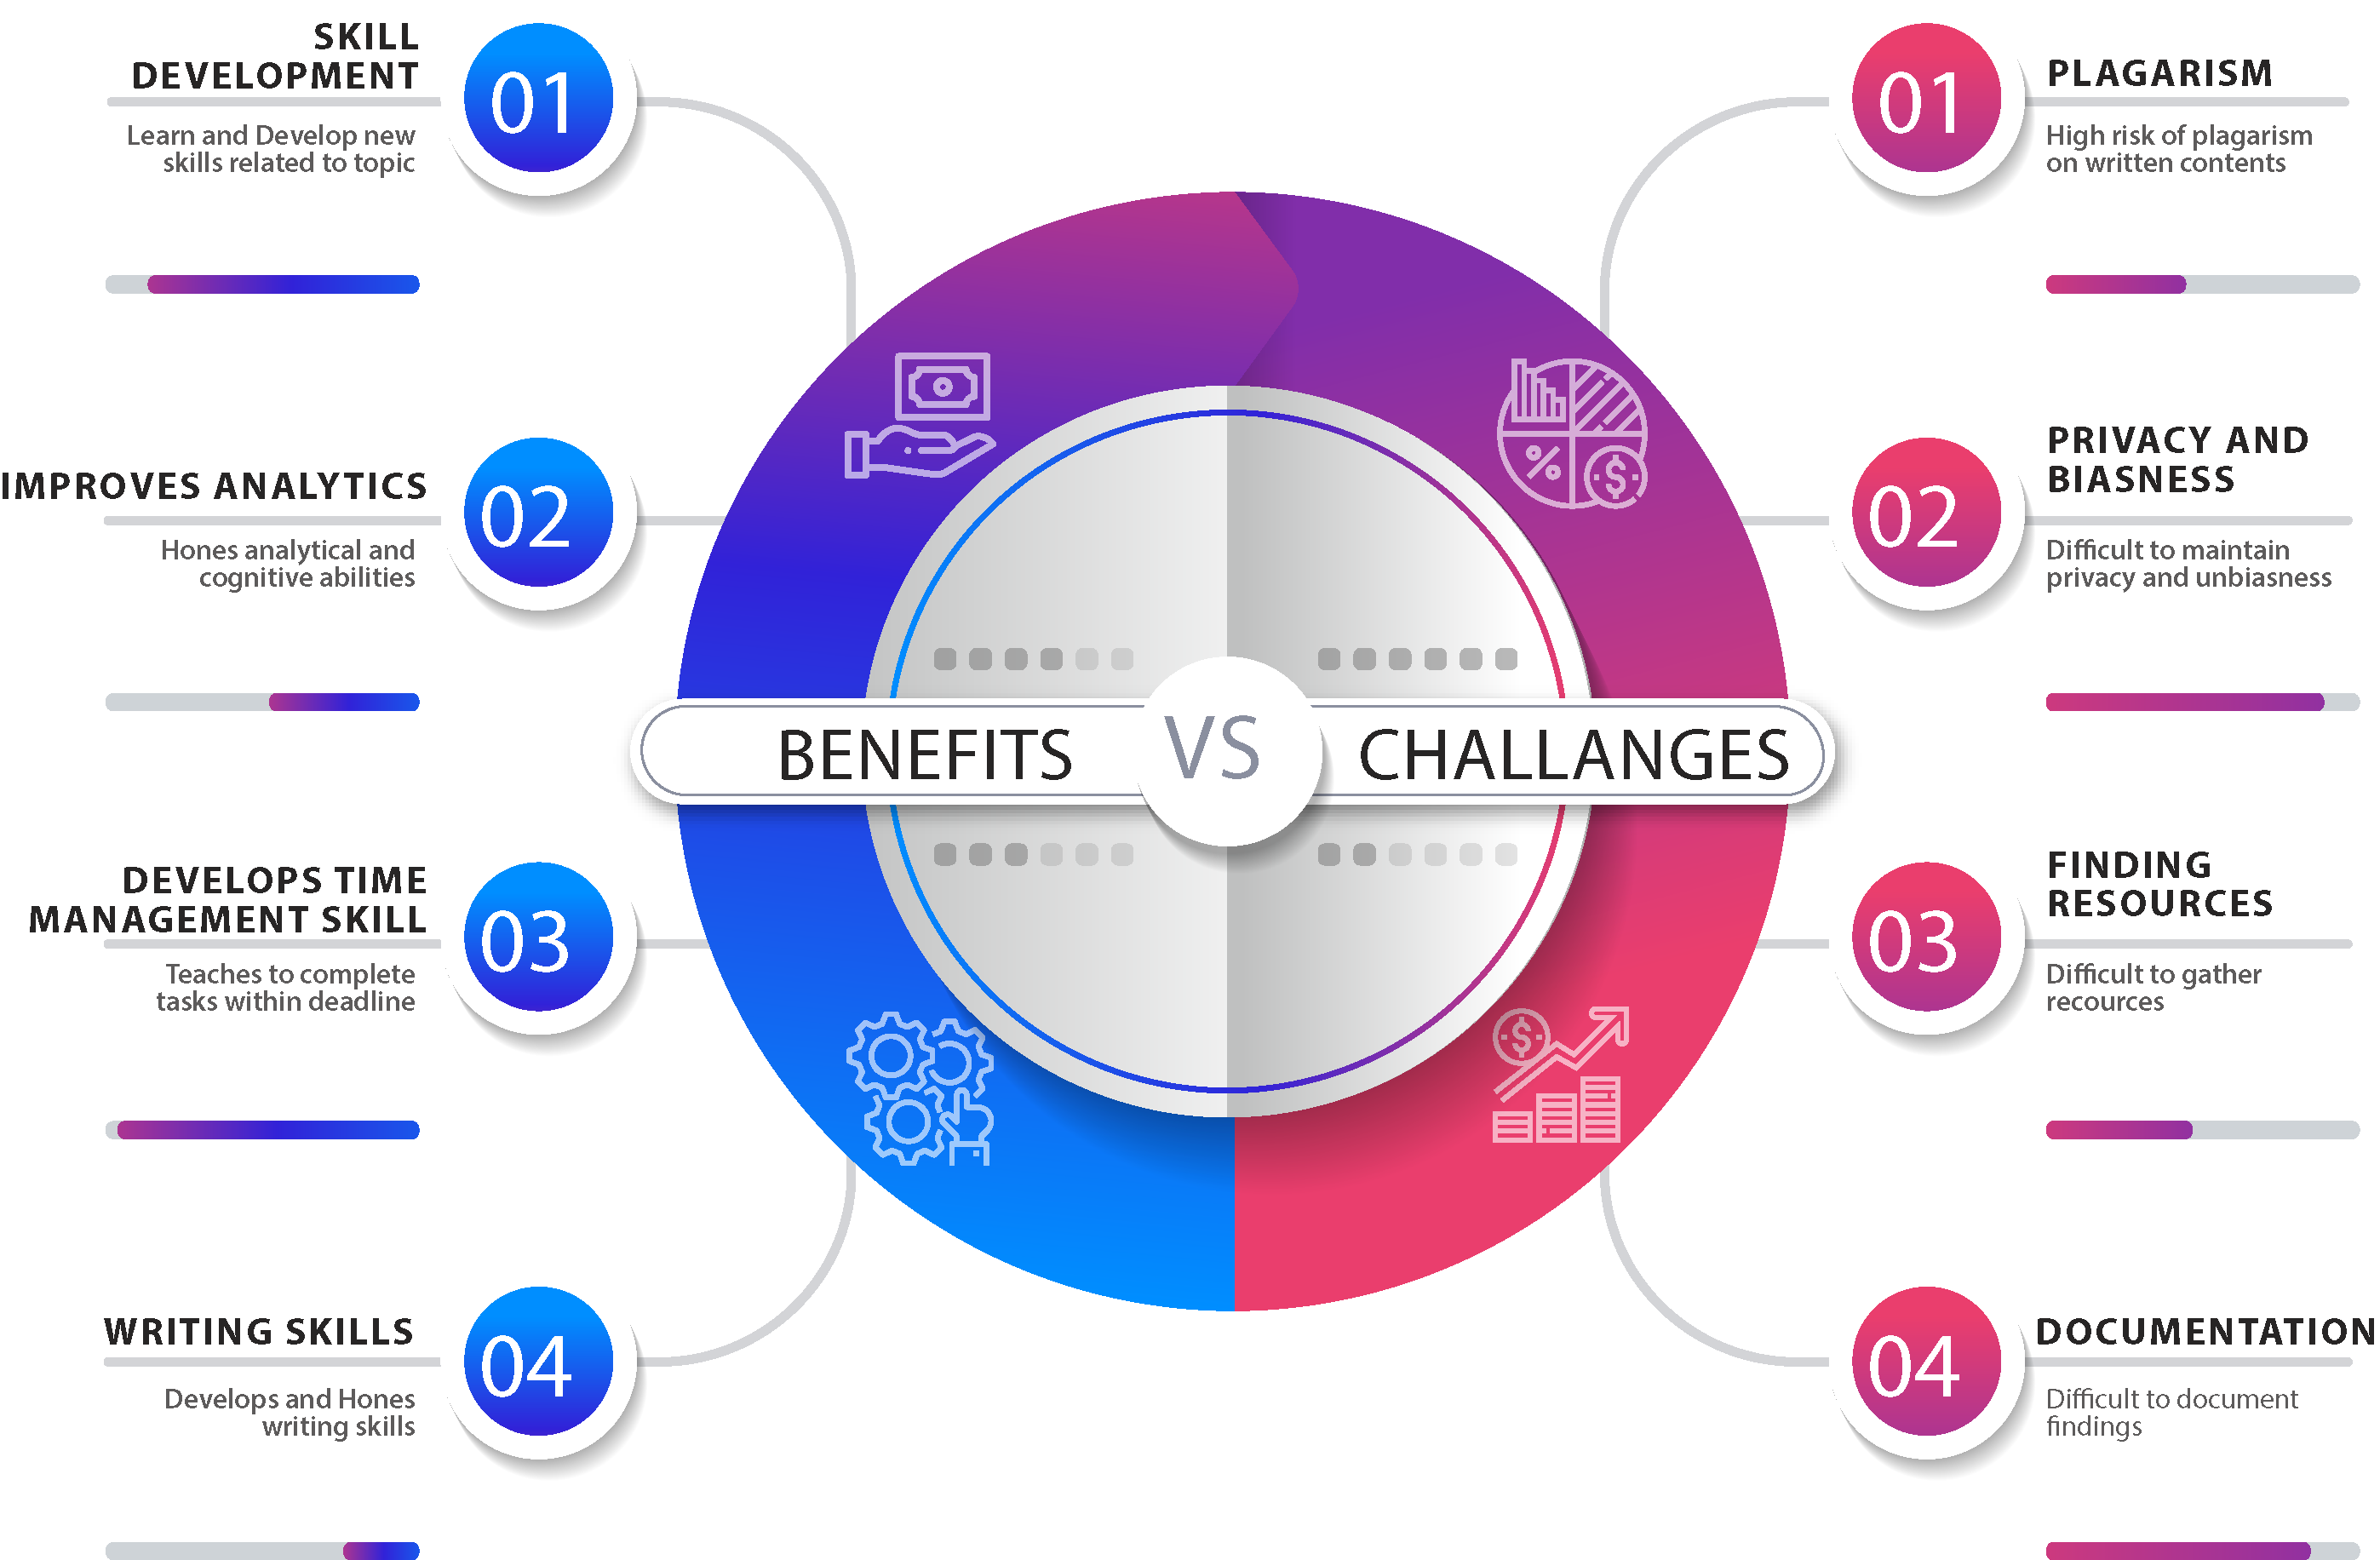 SKILL
DEVELOPMENT
01
Learn and Develop new
skills related to topic
IMPROVES ANALYTICS
02
Hones analytical and
cognitive abilities
DEVELOPS TIME
MANAGEMENT SKILL
03
Teaches to complete
tasks within deadline
WRITING SKILLS
04
Develops and Hones
writing skills
BENEFITS
VS
CHALLANGES
01
PLAGARISM
High risk of plagarism
on written contents
02
PRIVACY AND
BIASNESS
Difficult to maintain
privacy and unbiasness
03
FINDING
RESOURCES
Difficult to gather
recources
04
DOCUMENTATION
Difficult to document
findings